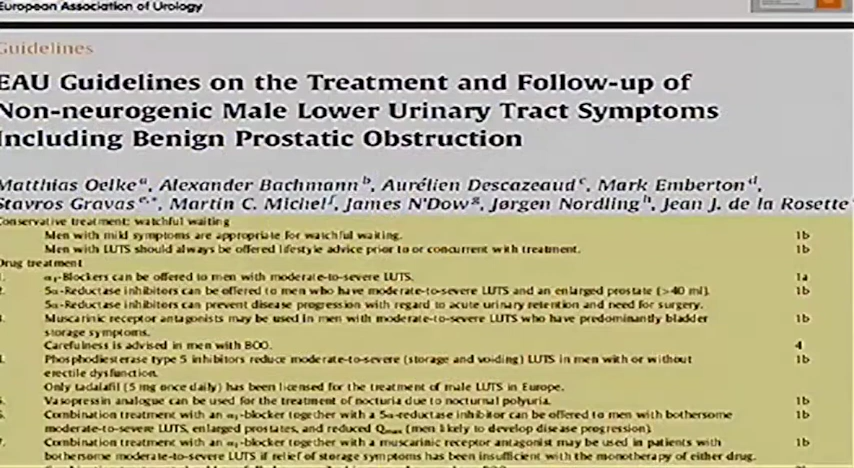 European Association of Urology
Guidelines
EAU Guidelines on the Treatment and Follow-up of
Non-neurogenic Male Lower Urinary Tract Symptoms
Including Benign Prostatic Obstruction
Matthias Oelke a, Alexander Bachmann b, Aurélien Descazeaud c, Mark Emberton d,
Stavros Gravas e,*, Martin C. Michel f, James N'Dow g, Jørgen Nordling h, Jean J. de la Rosette
Conservative treatment: watchful waiting
Men with mild symptoms are appropriate for watchful waiting. 1b
Men with LUTS should always be offered lifestyle advice prior to or concurrent with treatment. 1b
Drug treatment
1. α1-Blockers can be offered to men with moderate-to-severe LUTS. 1a
2. 5α-Reductase inhibitors can be offered to men who have moderate-to-severe LUTS and an enlarged prostate (>40 ml). 1b
5α-Reductase inhibitors can prevent disease progression with regard to acute urinary retention and need for surgery.
3. Muscarinic receptor antagonists may be used in men with moderate-to-severe LUTS who have predominantly bladder 1b
storage symptoms.
Carefulness is advised in men with BOO. 4
4. Phosphodiesterase type 5 inhibitors reduce moderate-to-severe (storage and voiding) LUTS in men with or without 1b
erectile dysfunction.
Only tadalafil (5 mg once daily) has been licensed for the treatment of male LUTS in Europe.
5. Vasopressin analogue can be used for the treatment of nocturia due to nocturnal polyuria. 1b
6. Combination treatment with an α1-blocker together with a 5α-reductase inhibitor can be offered to men with bothersome 1b
moderate-to-severe LUTS, enlarged prostates, and reduced Qmax (men likely to develop disease progression).
7. Combination treatment with an α1-blocker together with a muscarinic receptor antagonist may be used in patients with 1b
bothersome moderate-to-severe LUTS if relief of storage symptoms has been insufficient with the monotherapy of either drug.